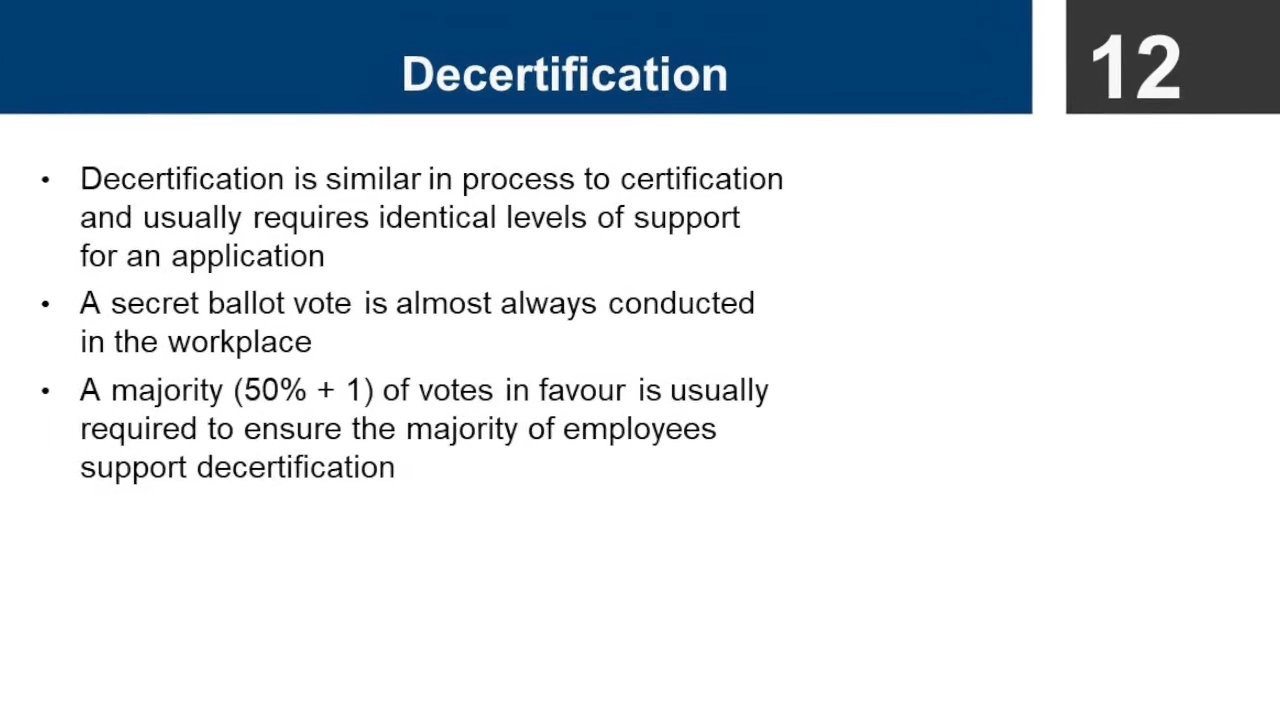 Decertification
12
• Decertification is similar in process to certification
and usually requires identical levels of support
for an application
• A secret ballot vote is almost always conducted
in the workplace
• A majority (50% + 1) of votes in favour is usually
required to ensure the majority of employees
support decertification